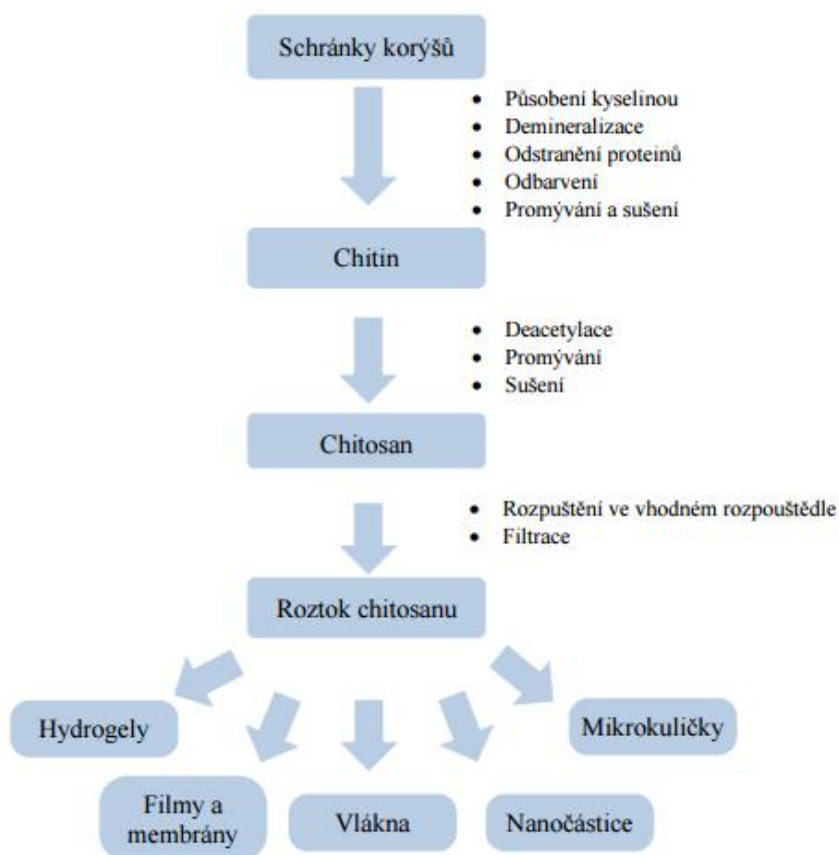 Schránky korýšů
• Působení kyselinou
• Demineralizace
• Odstranění proteinů
• Odbarvení
• Promývání a sušení
Chitin
• Deacetylace
• Promývání
• Sušení
Chitosan
• Rozpuštění ve vhodném rozpouštědle
• Filtrace
Roztok chitosanu
Hydrogely
Mikrokuličky
Filmy a
membrány
Vlákna
Nanočástice